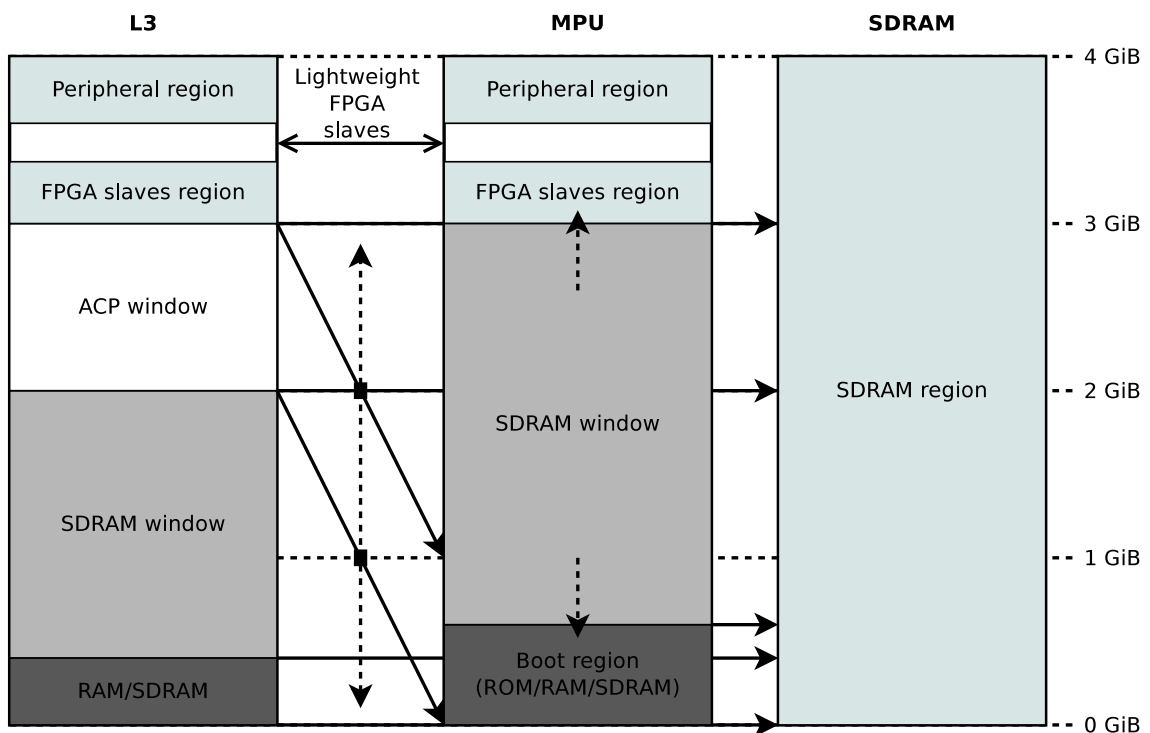 L3
MPU
SDRAM
4 GiB
Peripheral region
Lightweight
FPGA
slaves
Peripheral region
FPGA slaves region
FPGA slaves region
3 GiB
ACP window
SDRAM region
2 GiB
SDRAM window
SDRAM window
1 GiB
Boot region
(ROM/RAM/SDRAM)
RAM/SDRAM
0 GiB